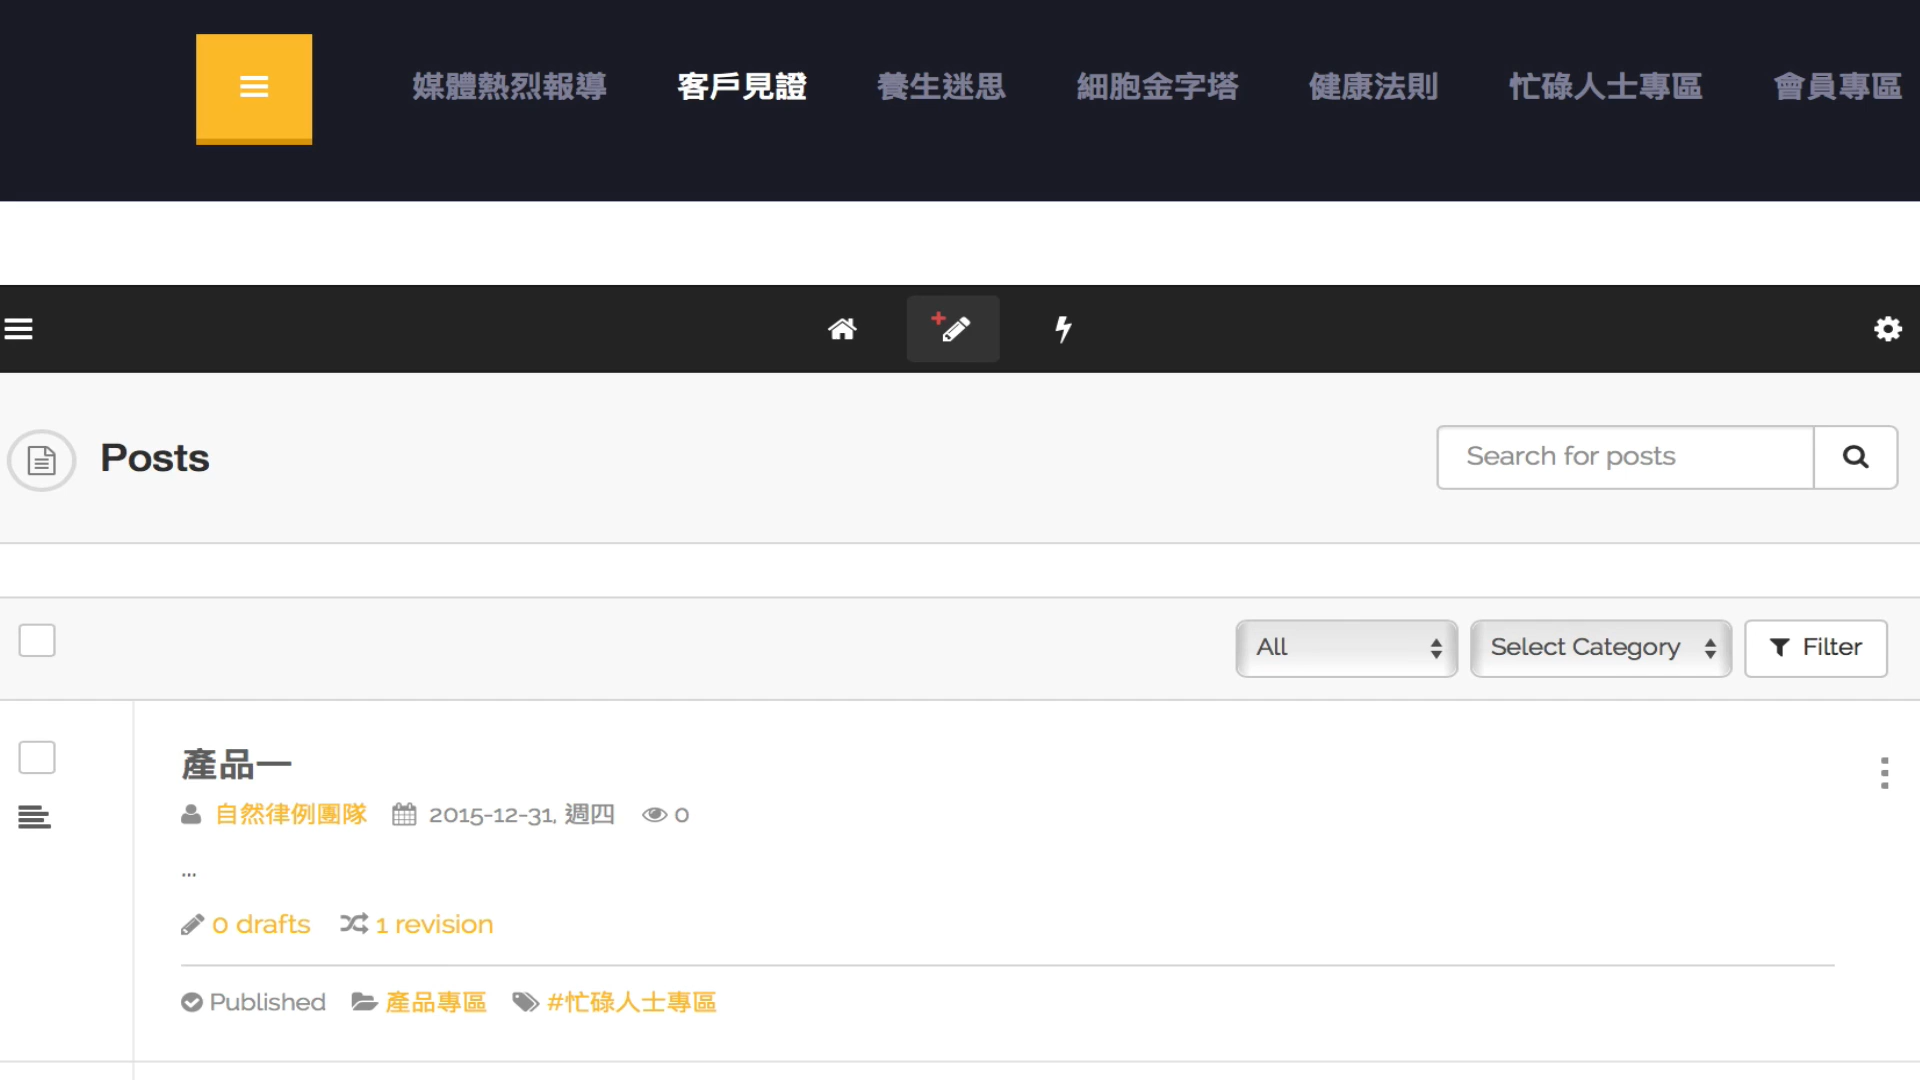 媒體熱烈報導 客戶見證 養生迷思 細胞金字塔 健康法則 忙碌人士專區 會員專區
Posts
Search for posts
All Select Category Filter
產品一
自然律例團隊 2015-12-31, 週四 0
...
0 drafts 1 revision
Published 產品專區 #忙碌人士專區